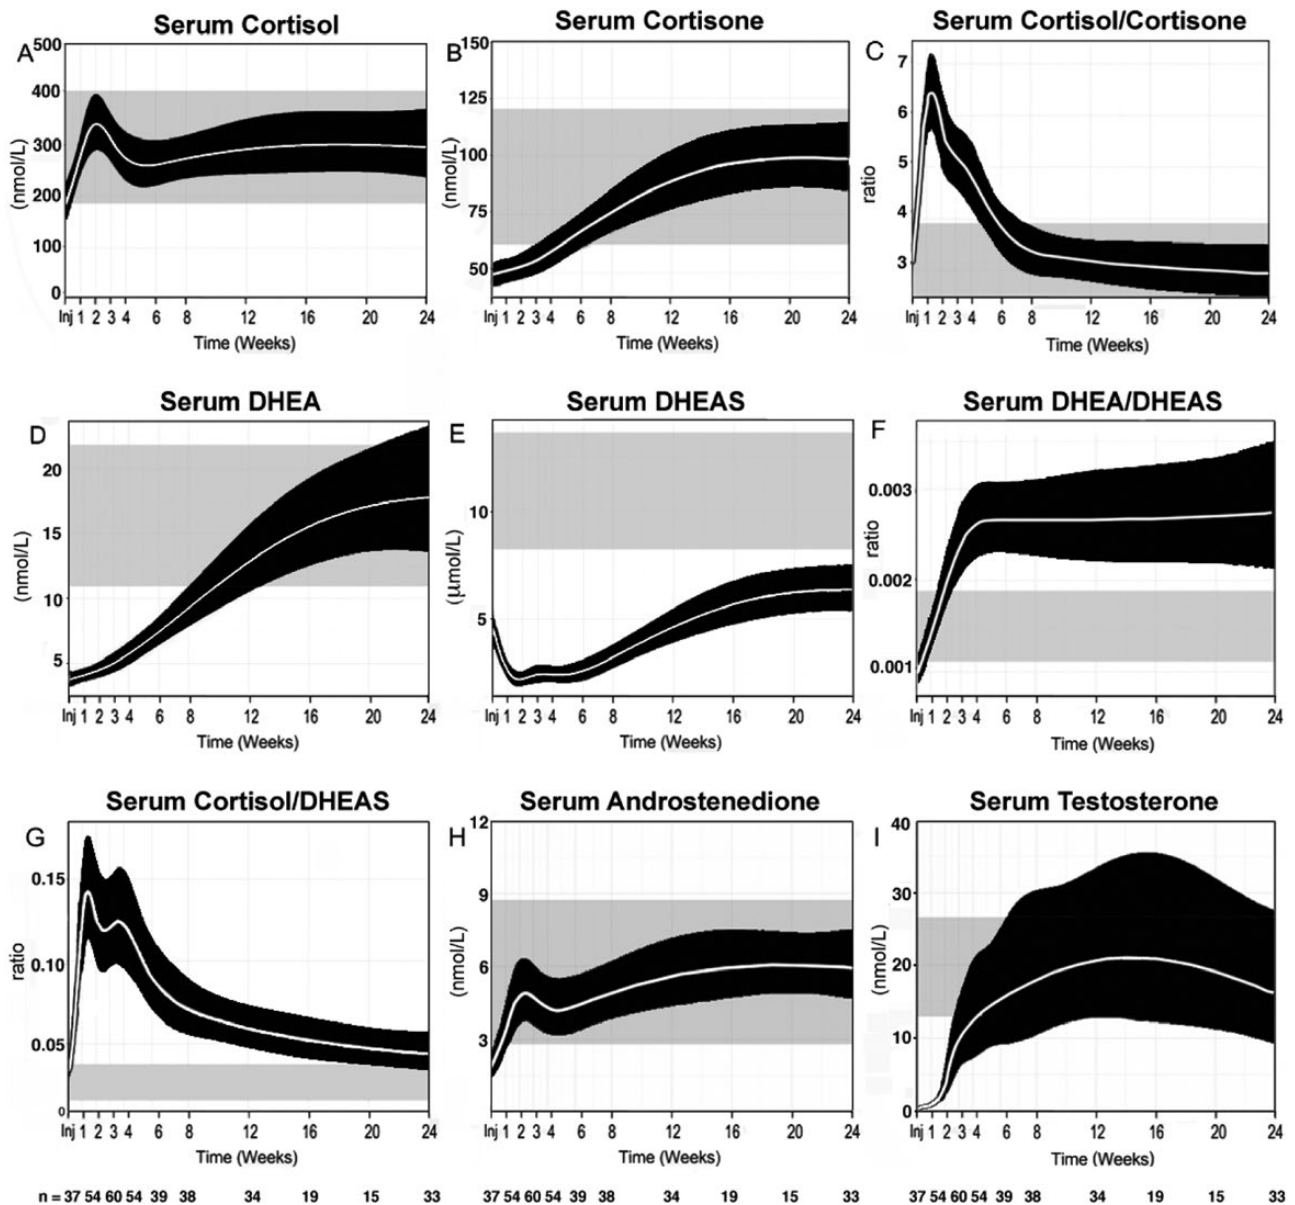 Serum Cortisol
Serum Cortisone
Serum Cortisol/Cortisone
A
500
400
300
200
100
0
(nmol/L)
Inj 1 2 3 4 6 8 12 16 20 24
Time (Weeks)
B
150
125
100
75
50
(nmol/L)
Inj 1 2 3 4 6 8 12 16 20 24
Time (Weeks)
C
7
6
5
4
3
ratio
Inj 1 2 3 4 6 8 12 20 24
Time (Weeks)
Serum DHEA
Serum DHEAS
Serum DHEA/DHEAS
D
20
15
10
5
(nmol/L)
Inj 1 2 3 4 6 8 12 20 24
Time (Weeks)
E
10
5
(µmol/L)
Inj 1 2 3 4 6 8 12 16 20 24
Time (Weeks)
F
0.003
0.002
0.001
ratio
Inj 1 2 3 4 6 8 12 16 20 24
Time (Weeks)
Serum Cortisol/DHEAS
Serum Androstenedione
Serum Testosterone
G
0.15
0.10
0.05
0
ratio
Inj 1 2 3 4 6 8 12 16 20 24
Time (Weeks)
H
12
9
6
3
(nmol/L)
Inj 1 2 3 4 6 8 12 16 20 24
Time (Weeks)
I
40
30
20
10
0
(nmol/L)
Inj 1 2 3 4 6 8 12 16 20 24
Time (Weeks)
n = 37 54 60 54 39 38 34 19 15 33
37 54 60 54 39 38 34 19 15 33
37 54 60 54 39 38 34 19 15 33